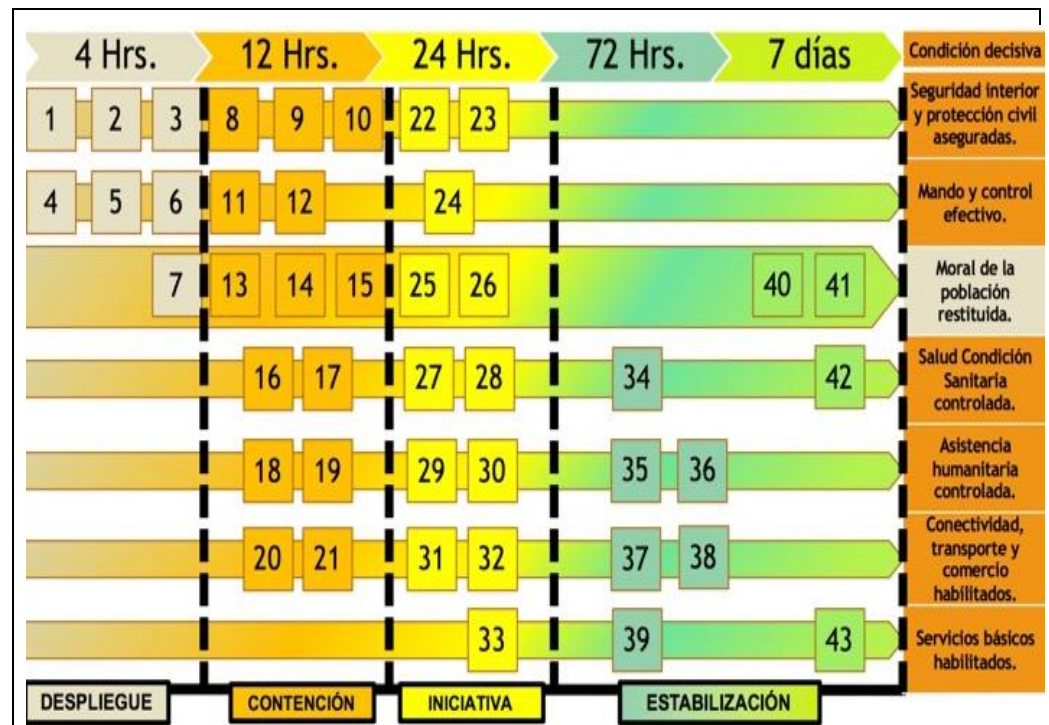 4 Hrs. 12 Hrs. 24 Hrs. 72 Hrs. 7 días Condición decisiva
1 2 3 8 9 10 22 23
Seguridad interior
y protección civil
aseguradas.
4 5 6 11 12 24
Mando y control
efectivo.
7 13 14 15 25 26 40 41
Moral de la
población
restituida.
16 17 27 28 34 42
Salud Condición
Sanitaria
controlada.
18 19 29 30 35 36
Asistencia
humanitaria
controlada.
20 21 31 32 37 38
Conectividad,
transporte y
comercio
habilitados.
33 39 43
Servicios básicos
habilitados.
DESPLIEGUE CONTENCIÓN INICIATIVA ESTABILIZACIÓN